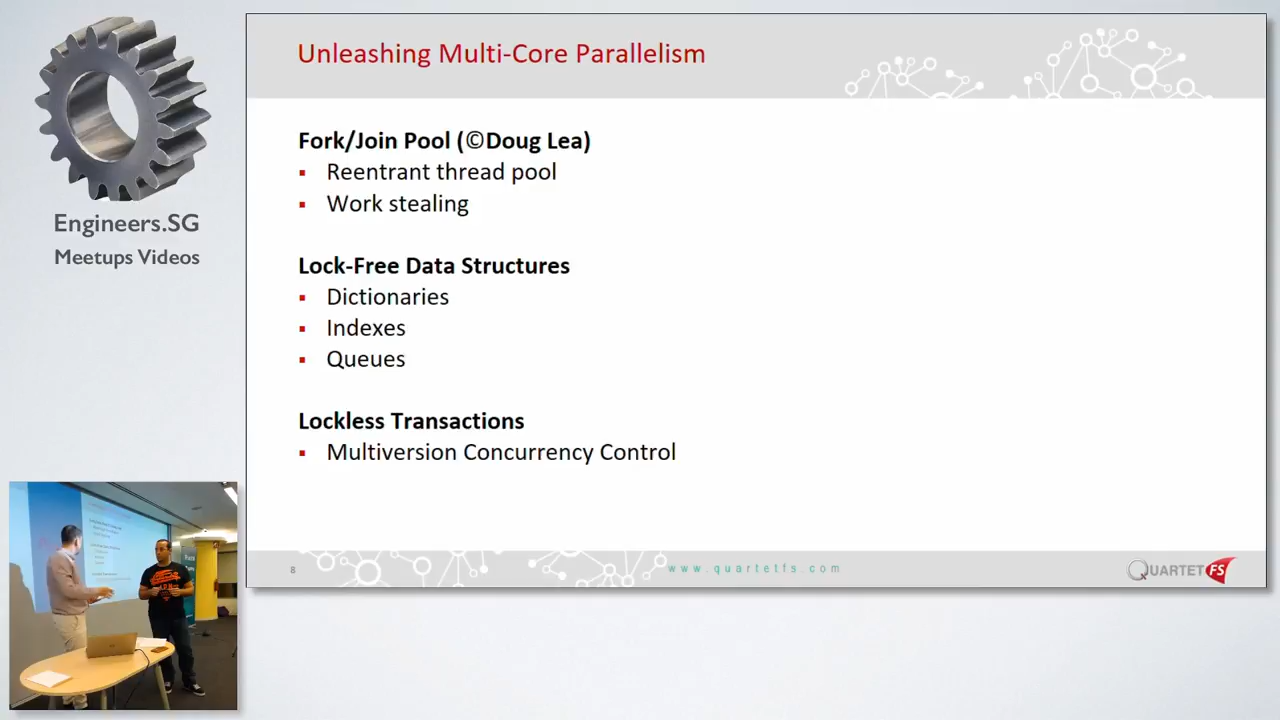 Unleashing Multi-Core Parallelism
Fork/Join Pool (©Doug Lea)
▪ Reentrant thread pool
▪ Work stealing
Lock-Free Data Structures
▪ Dictionaries
▪ Indexes
▪ Queues
Lockless Transactions
▪ Multiversion Concurrency Control
8
www.quartetfs.com
QUARTET FS
Engineers.SG
Meetups Videos